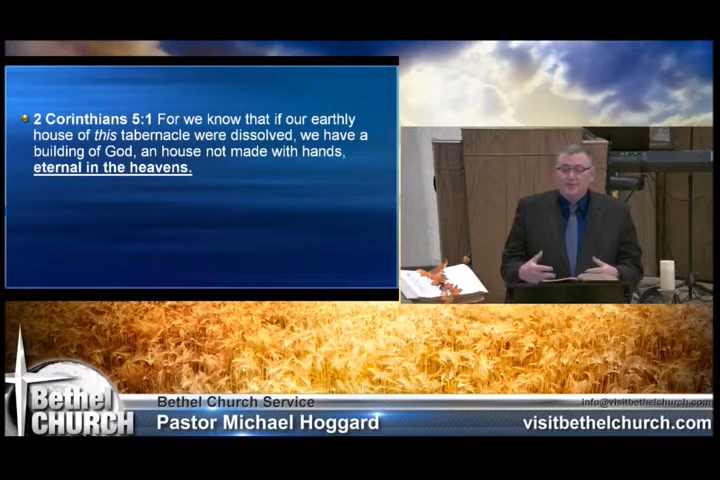 2 Corinthians 5:1 For we know that if our earthly
house of this tabernacle were dissolved, we have a
building of God, an house not made with hands,
eternal in the heavens.
Bethel
CHURCH
Bethel Church Service
info@visitbethelchurch.com
Pastor Michael Hoggard
visitbethelchurch.com